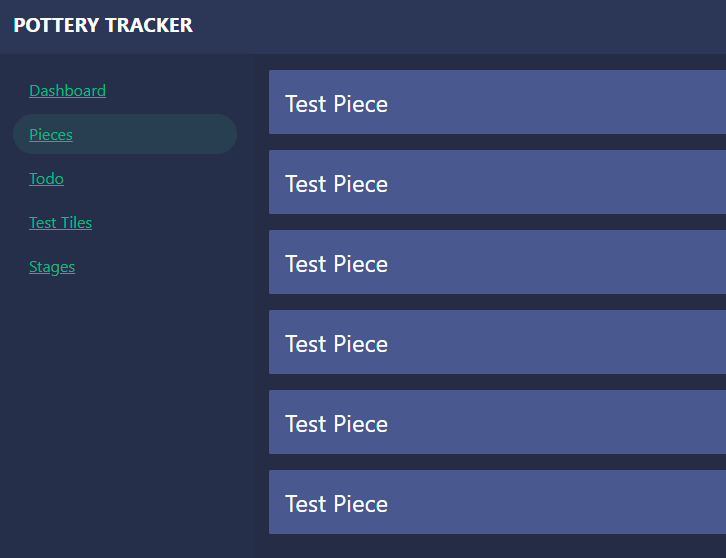 POTTERY TRACKER
Dashboard
Pieces
Todo
Test Tiles
Stages
Test Piece
Test Piece
Test Piece
Test Piece
Test Piece
Test Piece